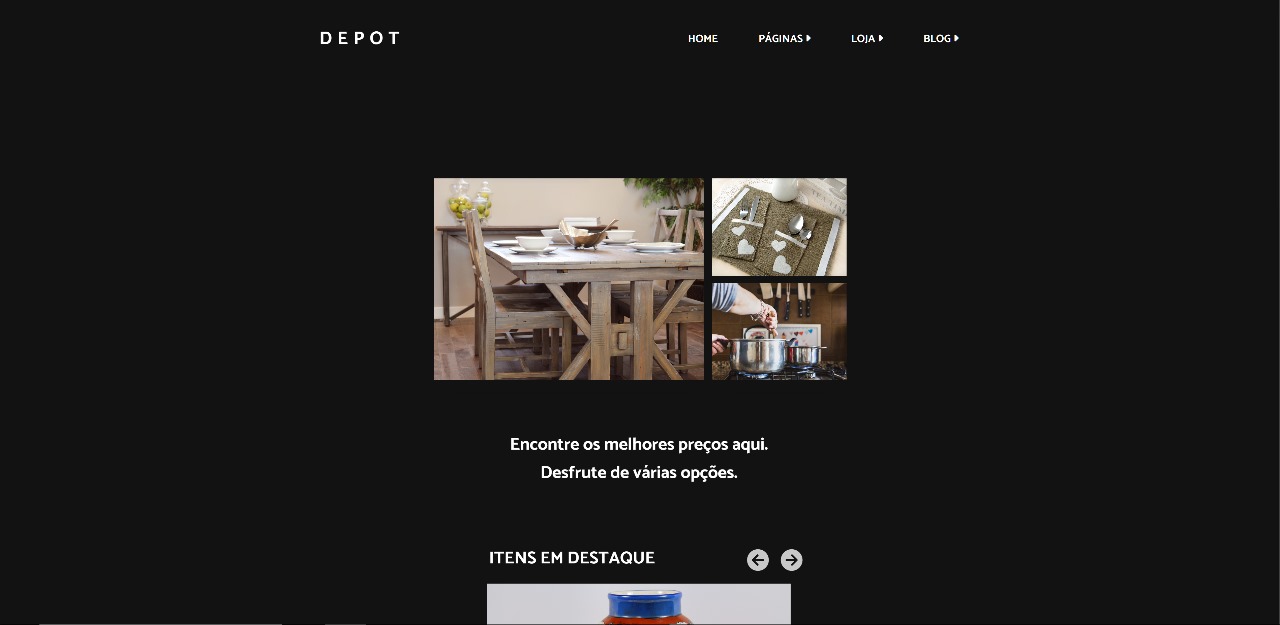 DEPOT
HOME
PÁGINAS
LOJA
BLOG
Encontre os melhores preços aqui.
Desfrute de várias opções.
ITENS EM DESTAQUE